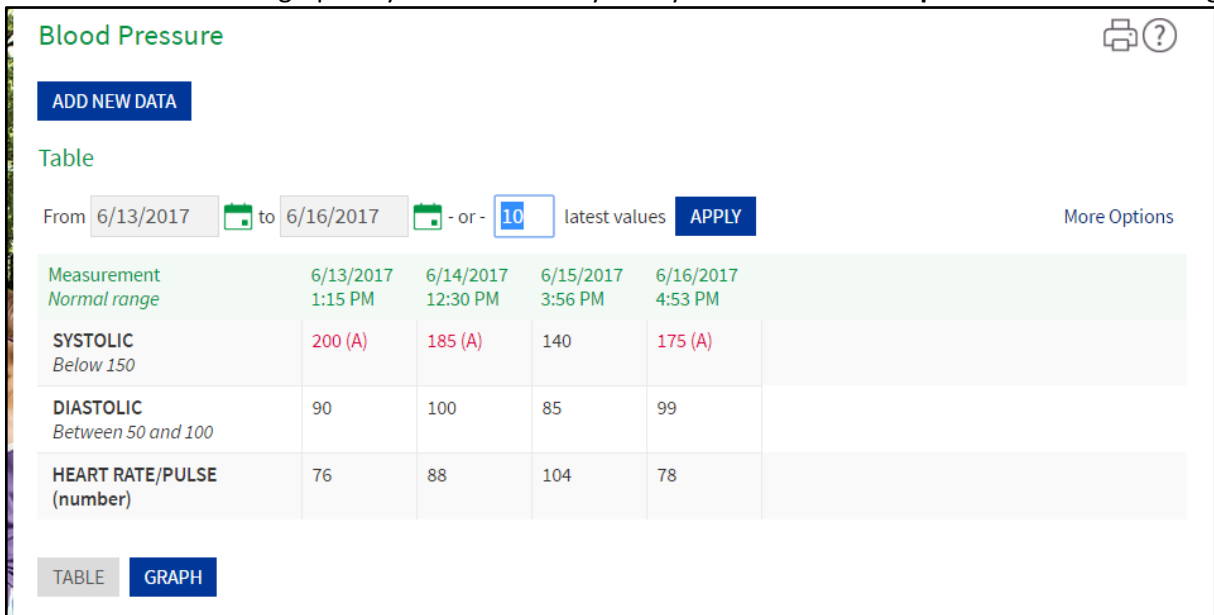 Blood Pressure
ADD NEW DATA
Table
From 6/13/2017 to 6/16/2017 - or - 10 latest values APPLY More Options
Measurement 6/13/2017 6/14/2017 6/15/2017 6/16/2017
Normal range 1:15 PM 12:30 PM 3:56 PM 4:53 PM
SYSTOLIC 200 (A) 185 (A) 140 175 (A)
Below 150
DIASTOLIC 90 100 85 99
Between 50 and 100
HEART RATE/PULSE 76 88 104 78
(number)
TABLE GRAPH